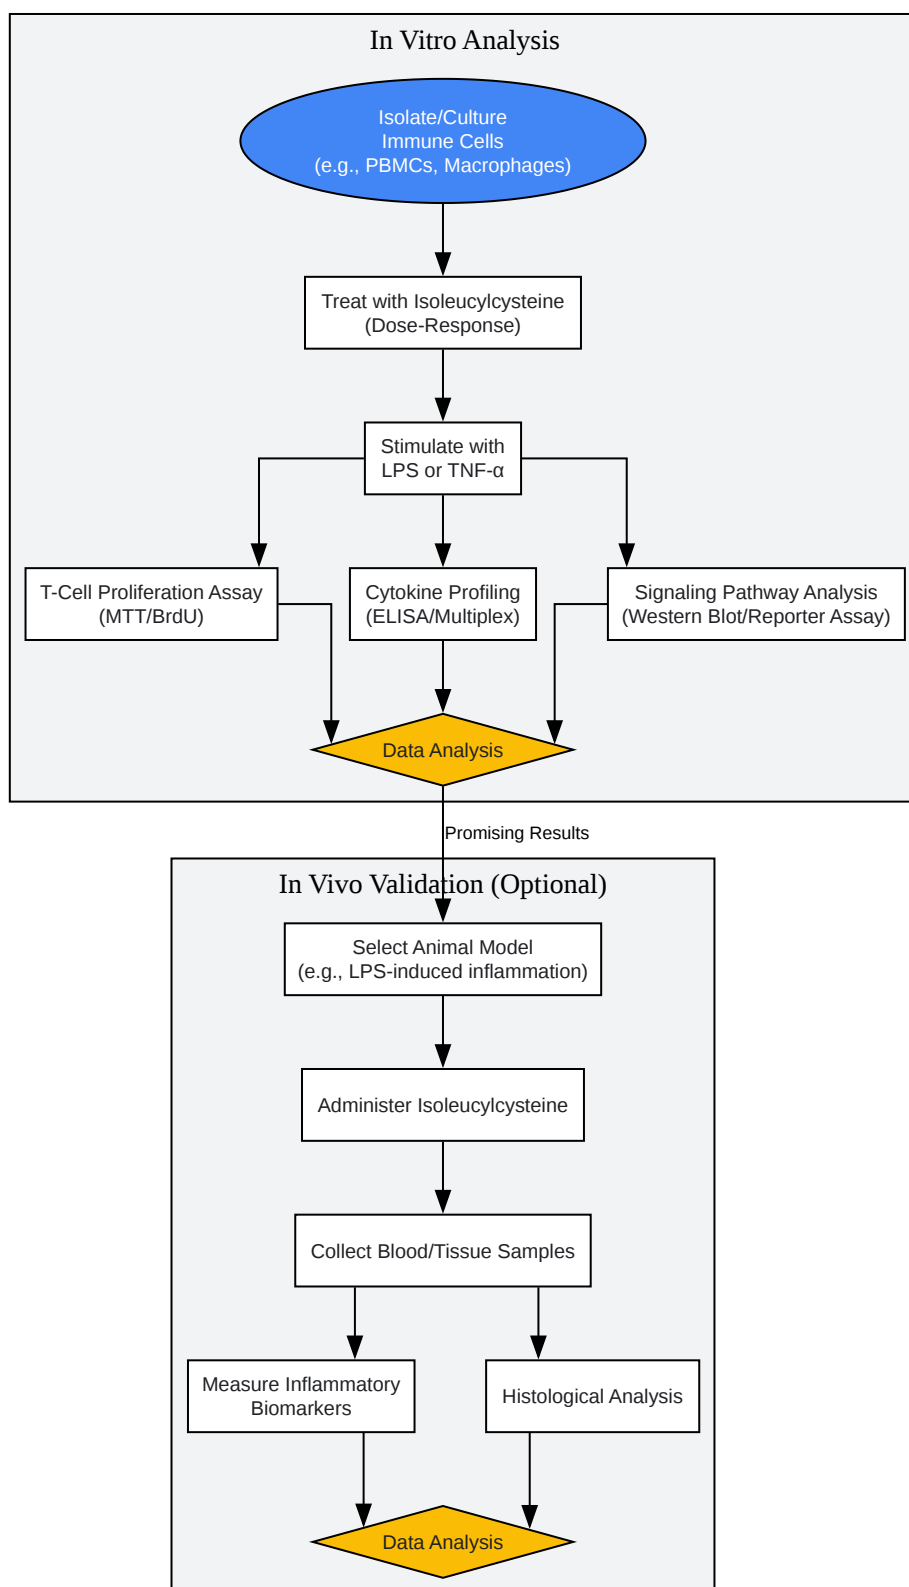 In Vitro Analysis
Isolate/Culture
Immune Cells
(e.g., PBMCs, Macrophages)
Treat with Isoleucylcysteine
(Dose-Response)
Stimulate with
LPS or TNF-α
T-Cell Proliferation Assay
(MTT/BrdU)
Cytokine Profiling
(ELISA/Multiplex)
Signaling Pathway Analysis
(Western Blot/Reporter Assay)
Data Analysis
Promising Results
In Vivo Validation (Optional)
Select Animal Model
(e.g., LPS-induced inflammation)
Administer Isoleucylcysteine
Collect Blood/Tissue Samples
Measure Inflammatory
Biomarkers
Histological Analysis
Data Analysis